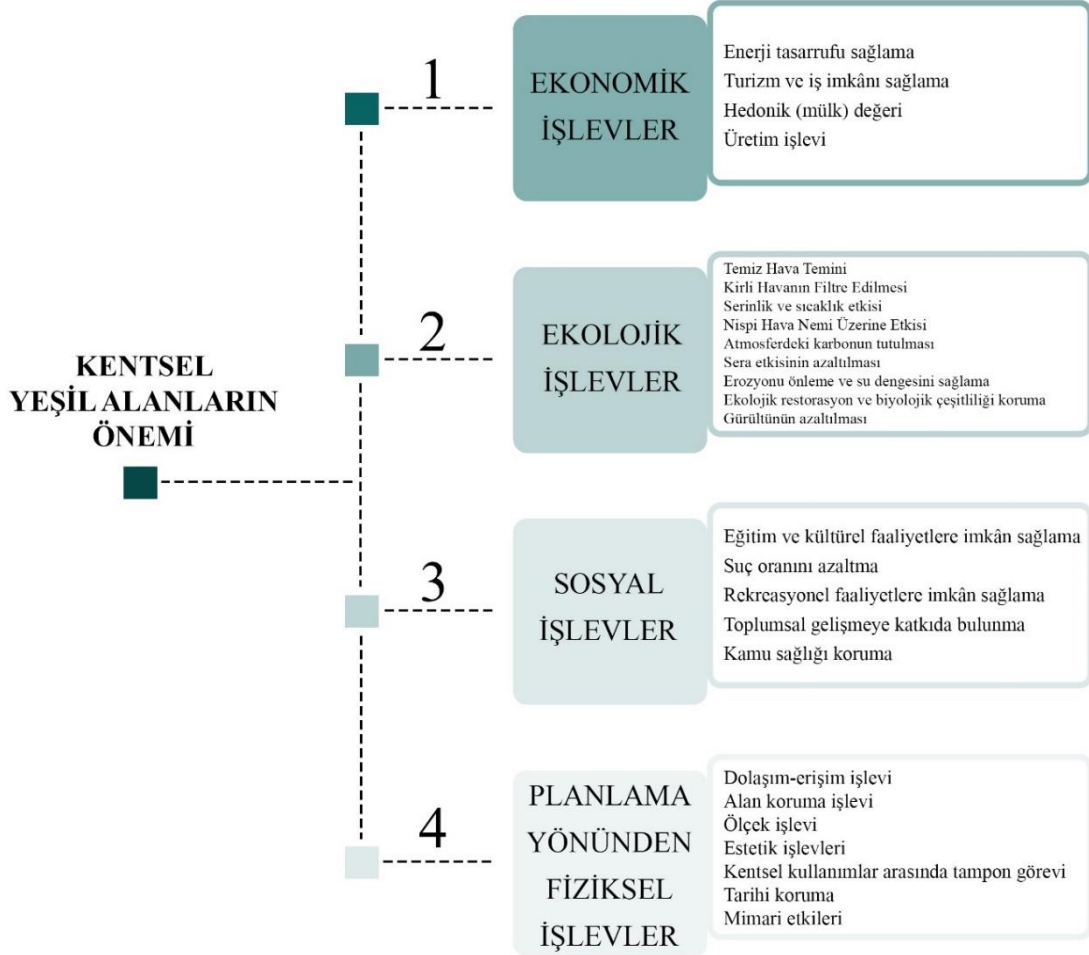 KENTSEL
YEŞİL ALANLARIN
ÖNEMİ
1
EKONOMİK
İŞLEVLER
Enerji tasarrufu sağlama
Turizm ve iş imkânı sağlama
Hedonik (mülk) değeri
Üretim işlevi
2
EKOLOJİK
İŞLEVLER
Temiz Hava Temini
Kirli Havanın Filtre Edilmesi
Serinlik ve sıcaklık etkisi
Nispi Hava Nemi Üzerine Etkisi
Atmosferdeki karbonun tutulması
Sera etkisinin azaltılması
Erozyonu önleme ve su dengesini sağlama
Ekolojik restorasyon ve biyolojik çeşitliliği koruma
Gürültünün azaltılması
3
SOSYAL
İŞLEVLER
Eğitim ve kültürel faaliyetlere imkân sağlama
Suç oranını azaltma
Rekreasyonel faaliyetlere imkân sağlama
Toplumsal gelişmeye katkıda bulunma
Kamu sağlığı koruma
4
PLANLAMA
YÖNÜNDEN
FİZİKSEL
İŞLEVLER
Dolaşım-erişim işlevi
Alan koruma işlevi
Ölçek işlevi
Estetik işlevleri
Kentsel kullanımlar arasında tampon görevi
Tarihi koruma
Mimari etkileri